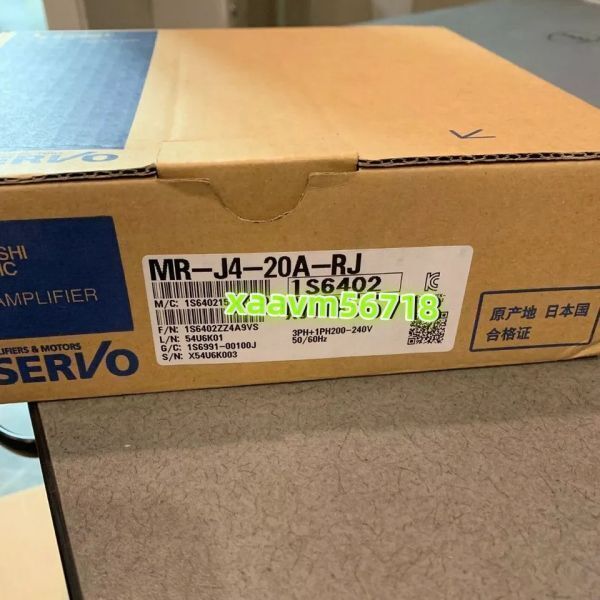 SERVO
SHI
IC
AMPLIFIER
LIFIERS & MOTORS
SERVO
MR-J4-20A-RJ
1S6402
M/C: 1S640215
xaavm56718
F/N: 1S6402ZZ4A9VS
L/N: 54U6K01
G/C: 1S6991-00100J
S/N: X54U6K003
3PH+1PH200-240V
50/60Hz
原产地 日本国
合格证